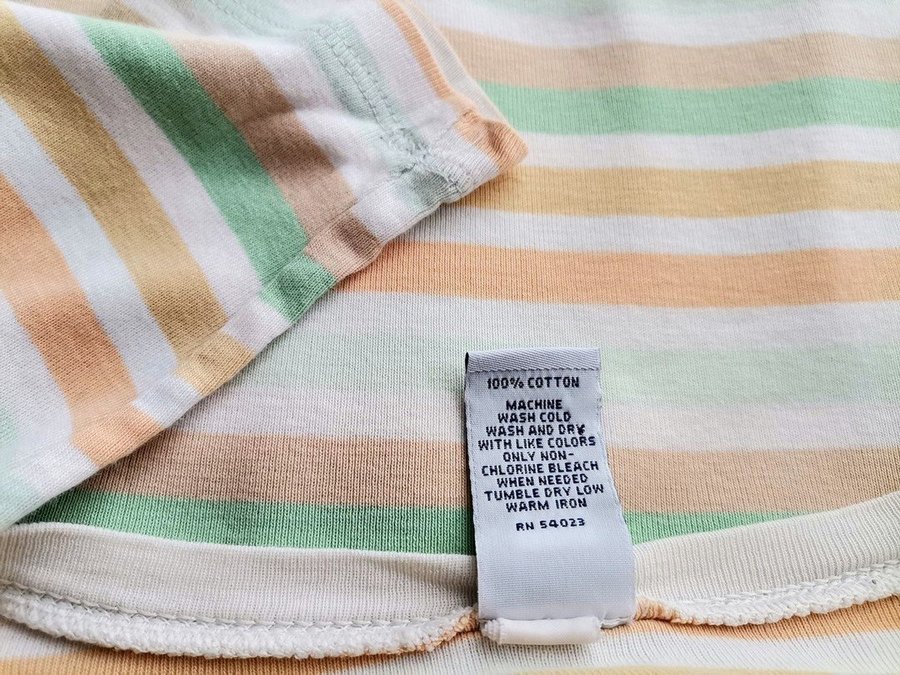 100% COTTON
MACHINE
WASH COLD
WASH AND DRY
WITH LIKE COLORS
ONLY NON-
CHLORINE BLEACH
WHEN NEEDED
TUMBLE DRY LOW
WARM IRON
RN 54023